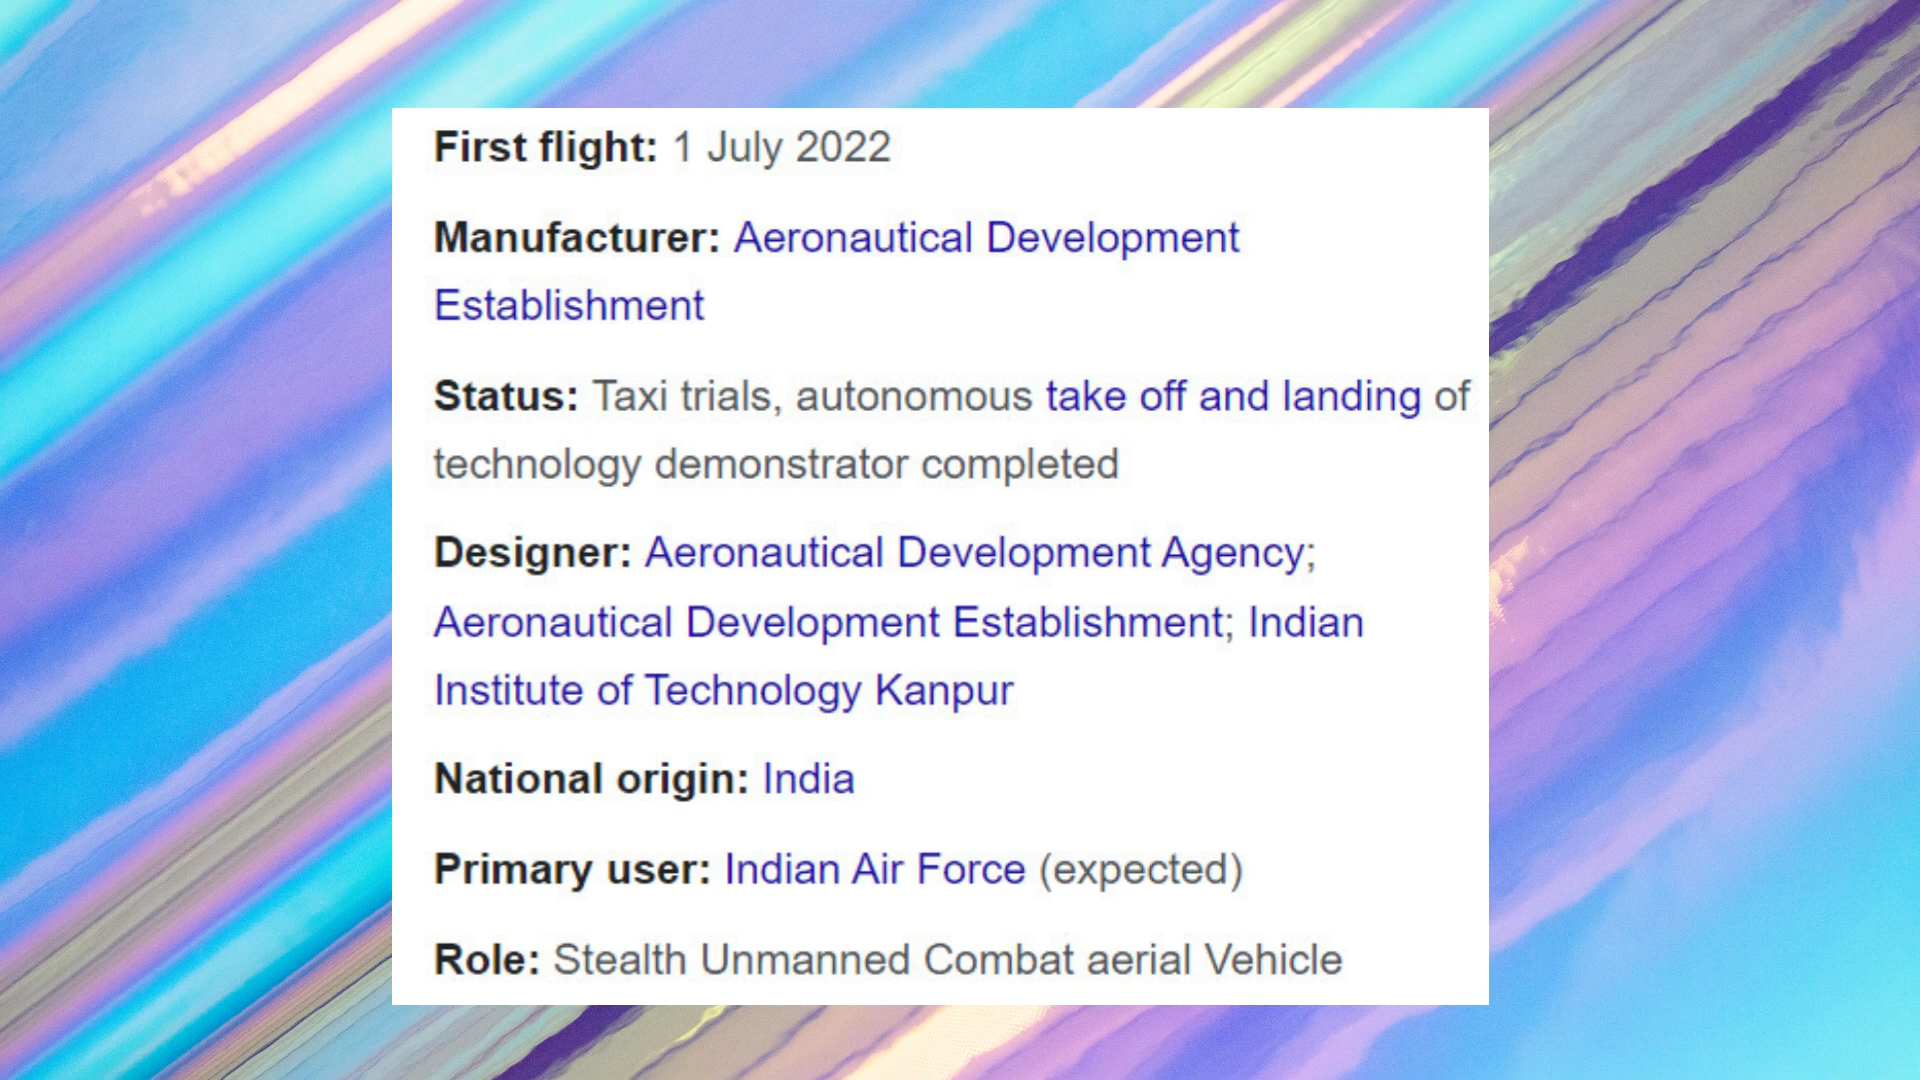 First flight: 1 July 2022
Manufacturer: Aeronautical Development
Establishment
Status: Taxi trials, autonomous take off and landing of
technology demonstrator completed
Designer: Aeronautical Development Agency;
Aeronautical Development Establishment; Indian
Institute of Technology Kanpur
National origin: India
Primary user: Indian Air Force (expected)
Role: Stealth Unmanned Combat aerial Vehicle